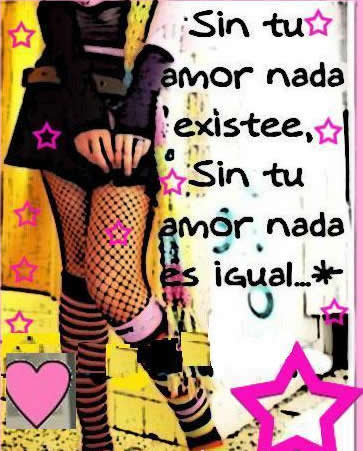 Sin tu
amor nada
existee,
Sin tu
amor nada
es igual...*